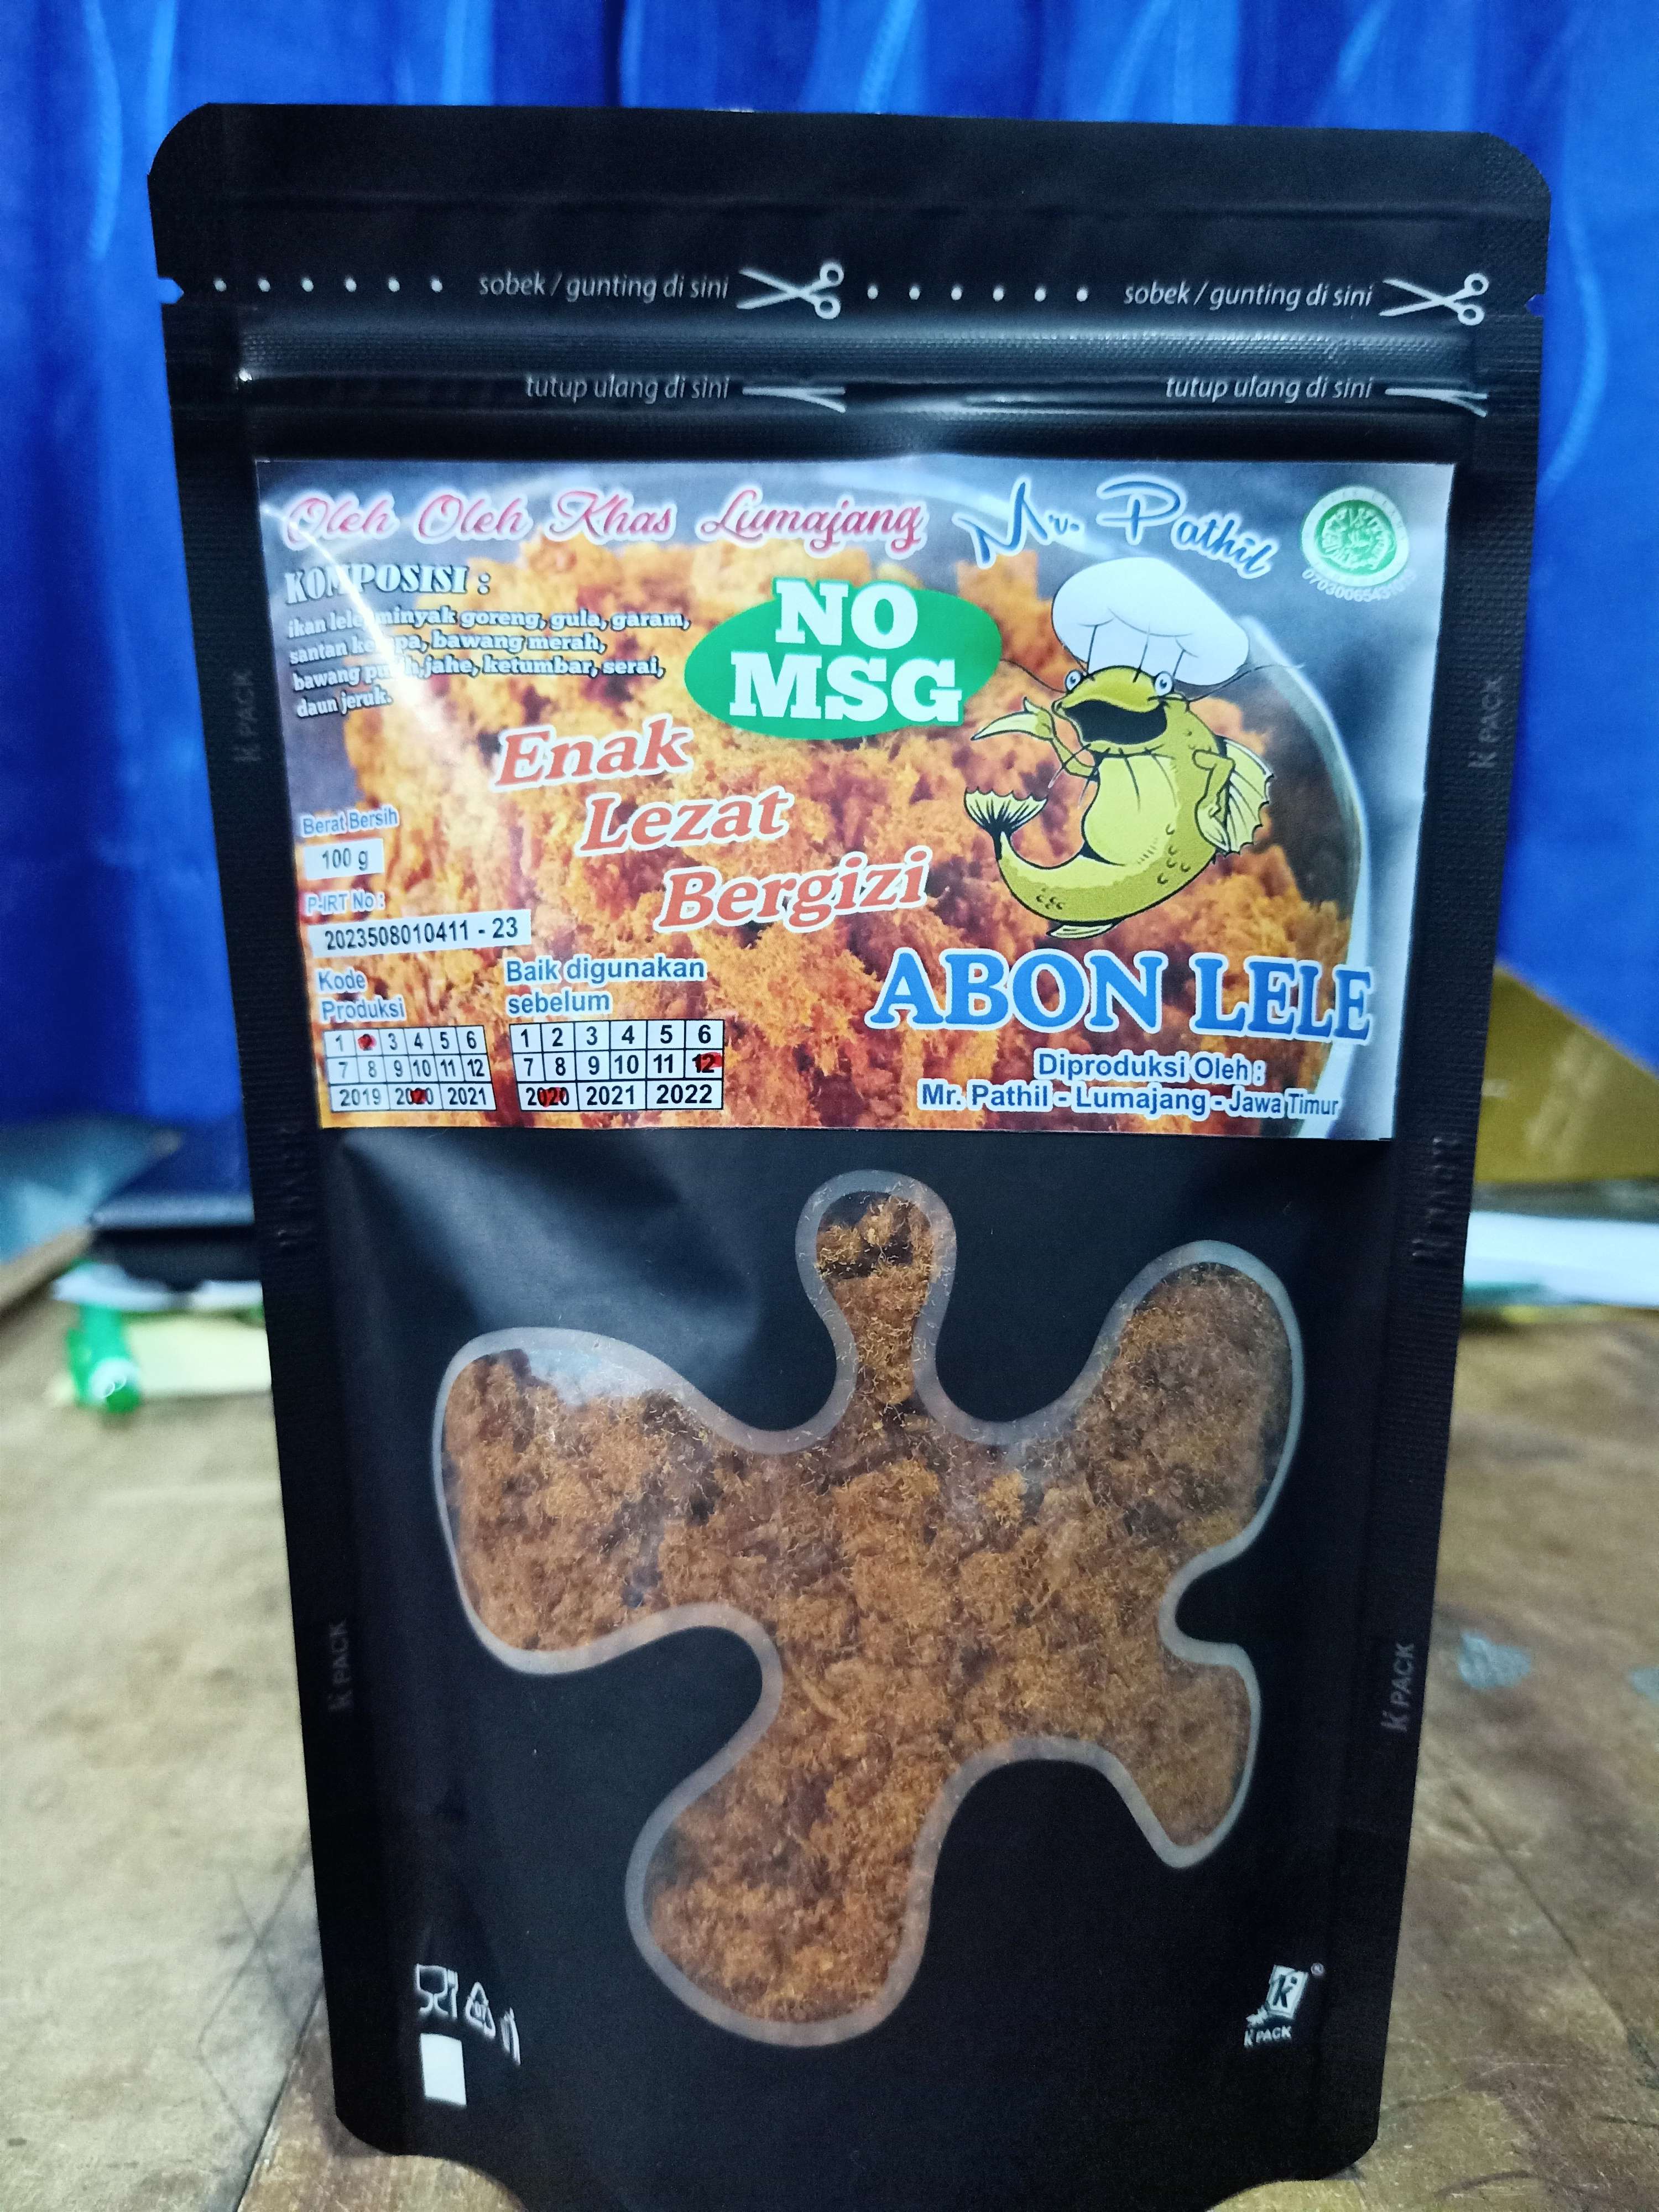 sobek / gunting di sini
sobek / gunting di sini
tutup ulang di sini
tutup ulang di sini
Oleh Oleh Khas Lumajang
Mr. Pathil
KOMPOSISI :
ikan lele minyak goreng, gula, garam,
santan kelapa, bawang merah,
bawang putih, jahe, ketumbar, serai,
daun jeruk.
NO
MSG
Enak
Lezat
Bergizi
Berat Bersih
100 g
P-IRT No :
2023508010411 - 23
Kode
Produksi
1 2 3 4 5 6
7 8 9 10 11 12
2019 2020 2021
Baik digunakan
sebelum
1 2 3 4 5 6
7 8 9 10 11 12
2020 2021 2022
ABON LELE
Diproduksi Oleh :
Mr. Pathil - Lumajang - Jawa Timur
K PACK
K PACK
K PACK
K PACK
K PACK